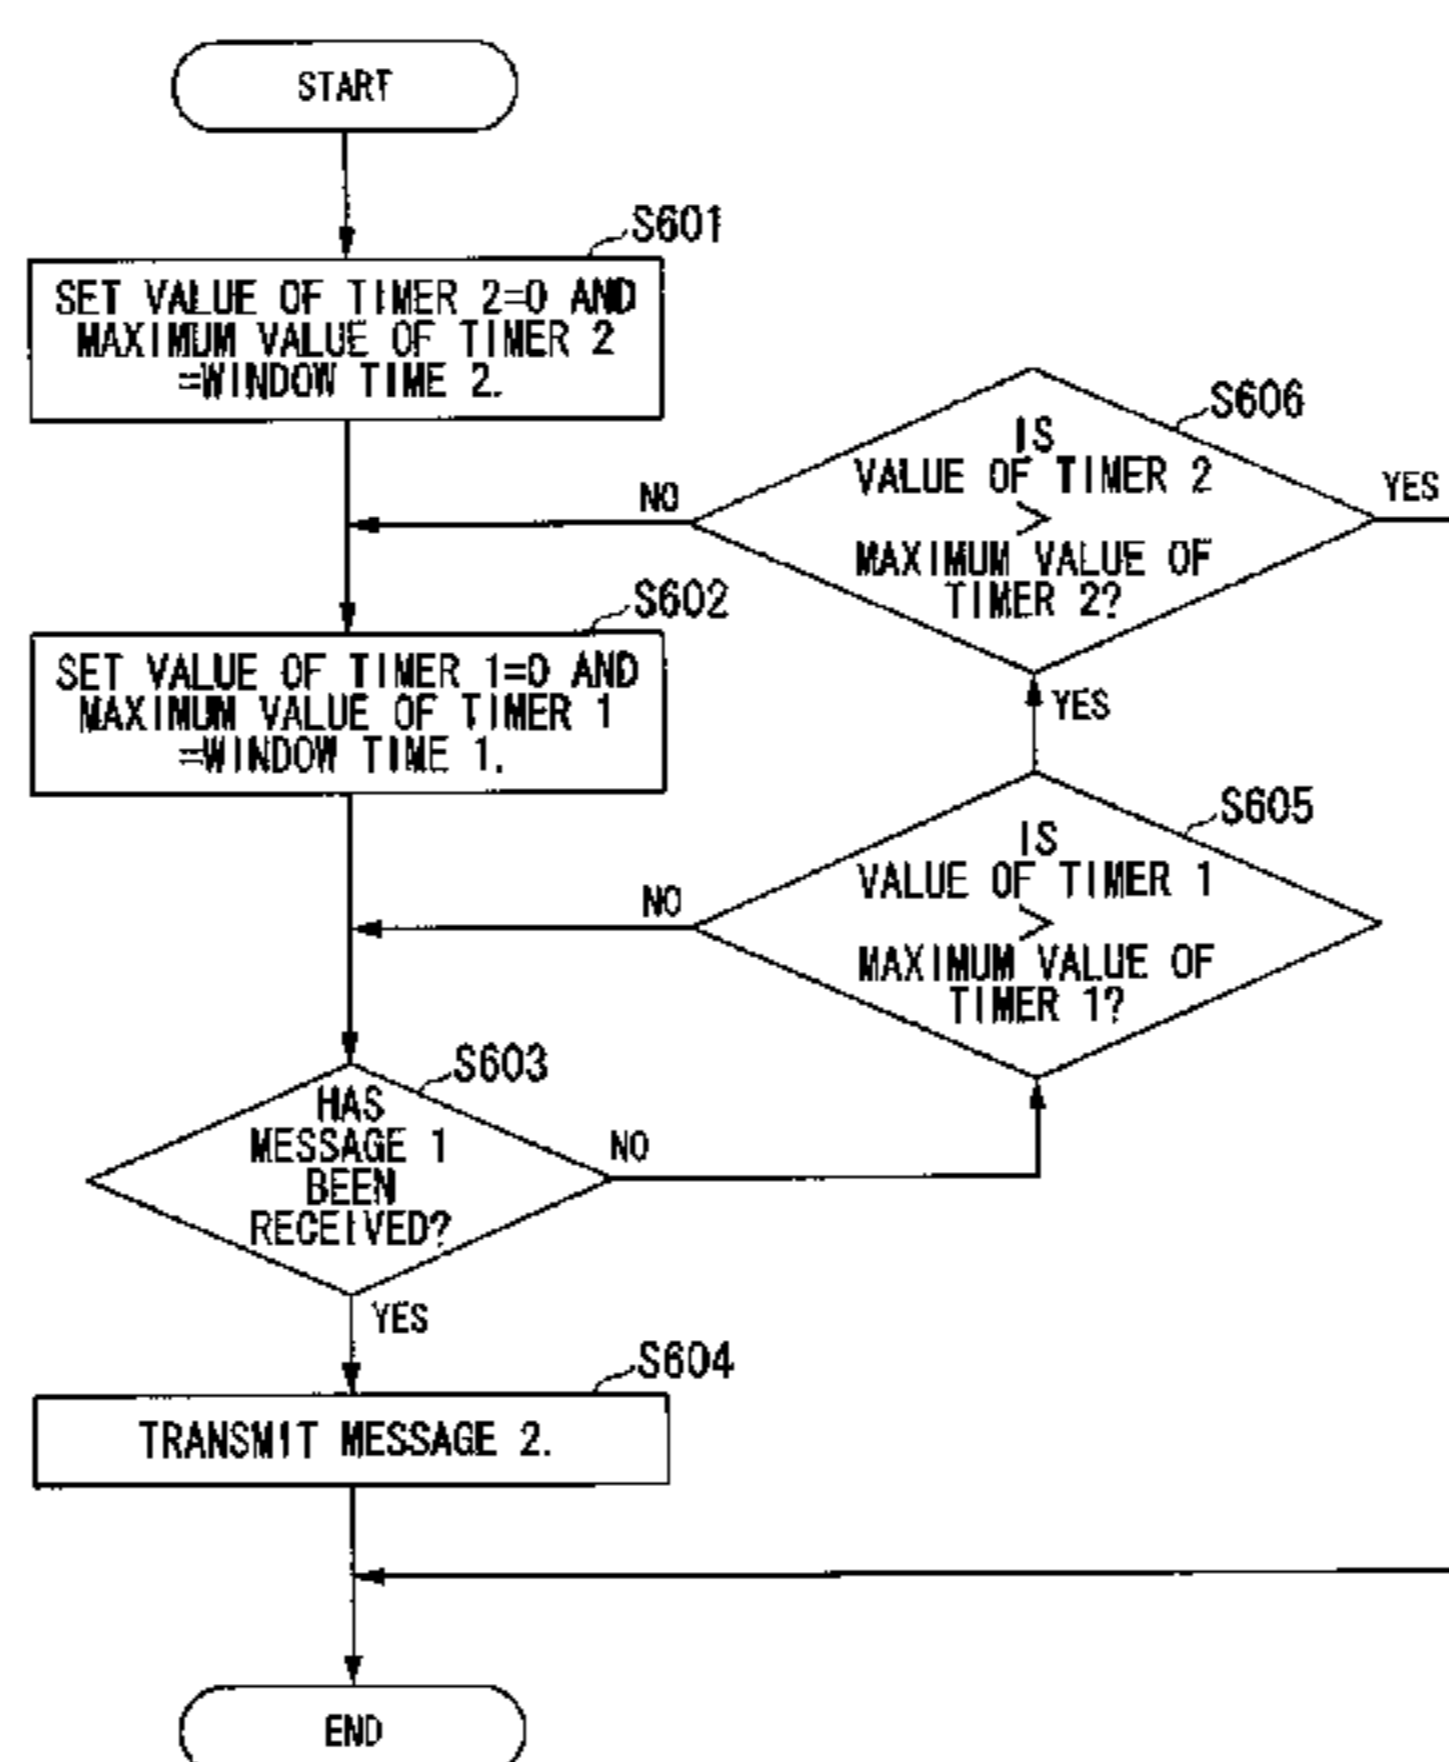 START
S601
SET VALUE OF TIMER 2=0 AND
MAXIMUM VALUE OF TIMER 2
=WINDOW TIME 2.
S606
IS
VALUE OF TIMER 2
>
MAXIMUM VALUE OF
TIMER 2?
NO
YES
S602
SET VALUE OF TIMER 1=0 AND
MAXIMUM VALUE OF TIMER 1
=WINDOW TIME 1.
YES
S605
IS
VALUE OF TIMER 1
>
MAXIMUM VALUE OF
TIMER 1?
NO
S603
HAS
MESSAGE 1
BEEN
RECEIVED?
NO
YES
S604
TRANSMIT MESSAGE 2.
END